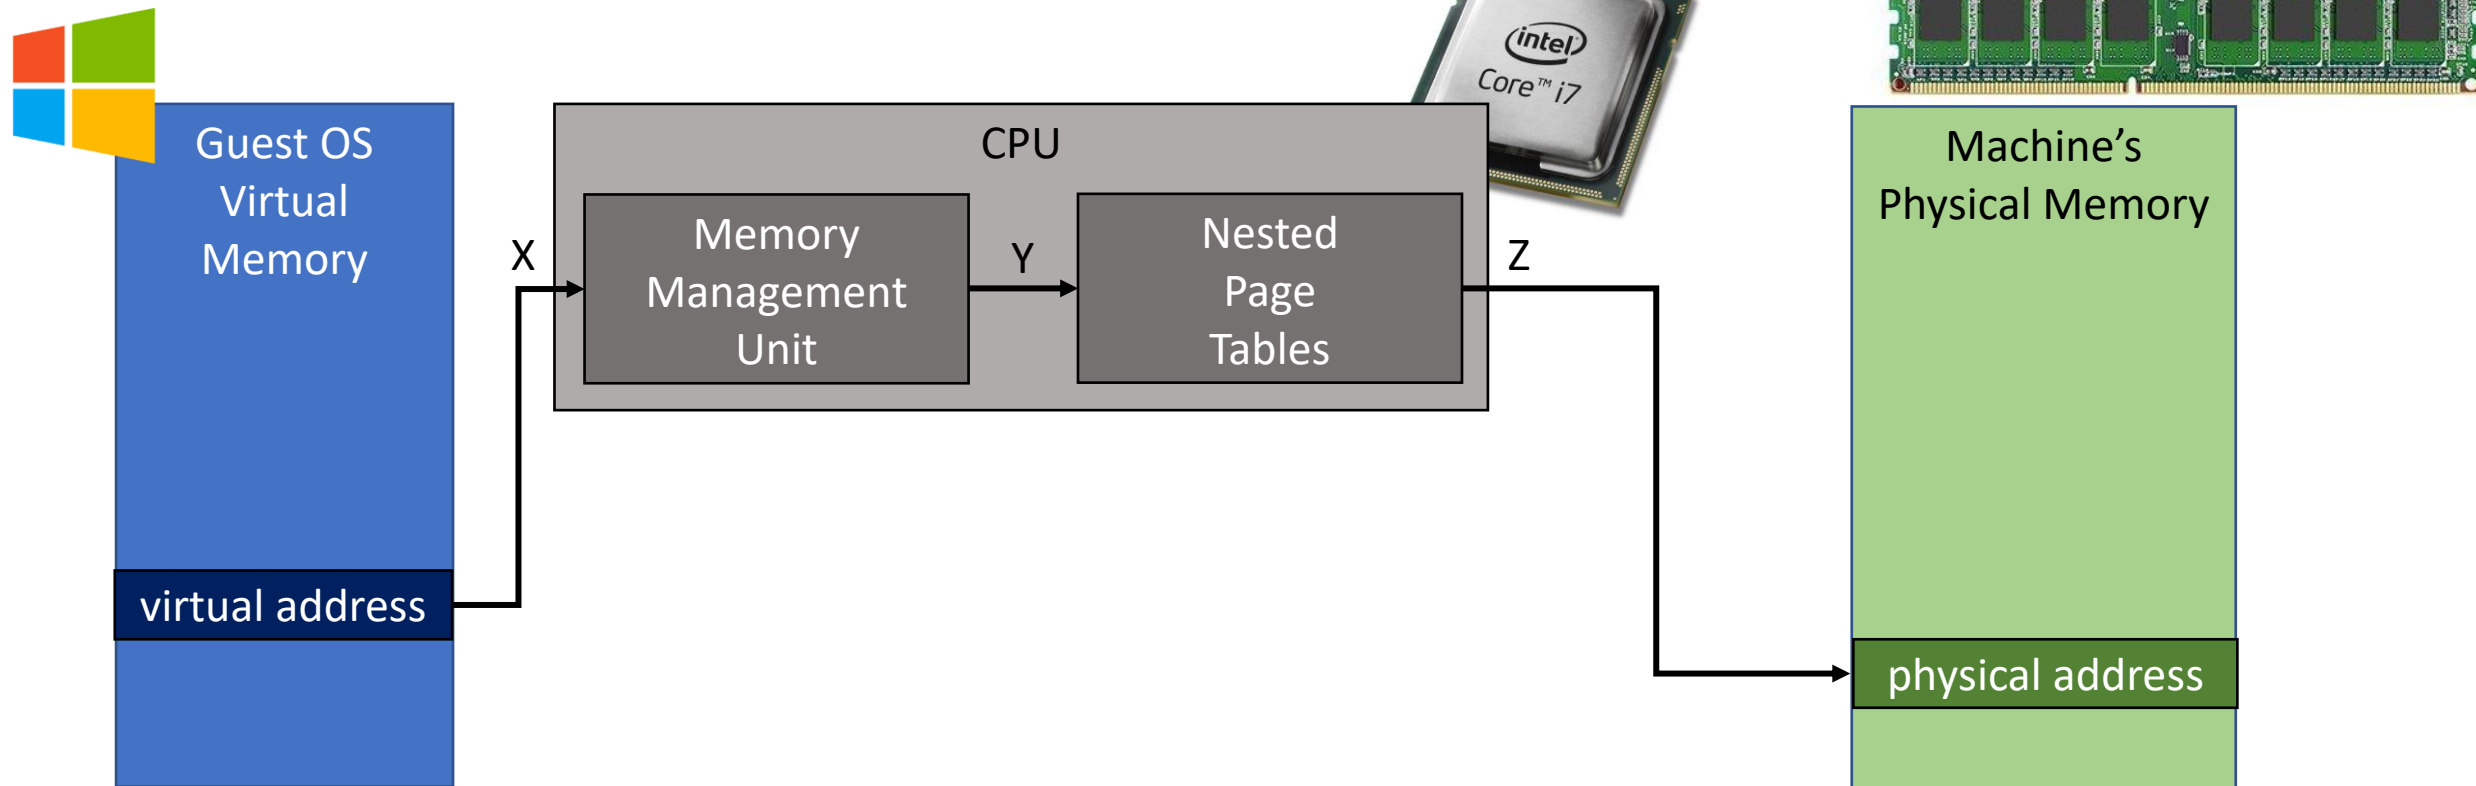 intel
Core™ i7
Guest OS
Virtual
Memory
CPU
Machine's
Physical Memory
X
Memory
Management
Unit
Y
Nested
Page
Tables
Z
virtual address
physical address